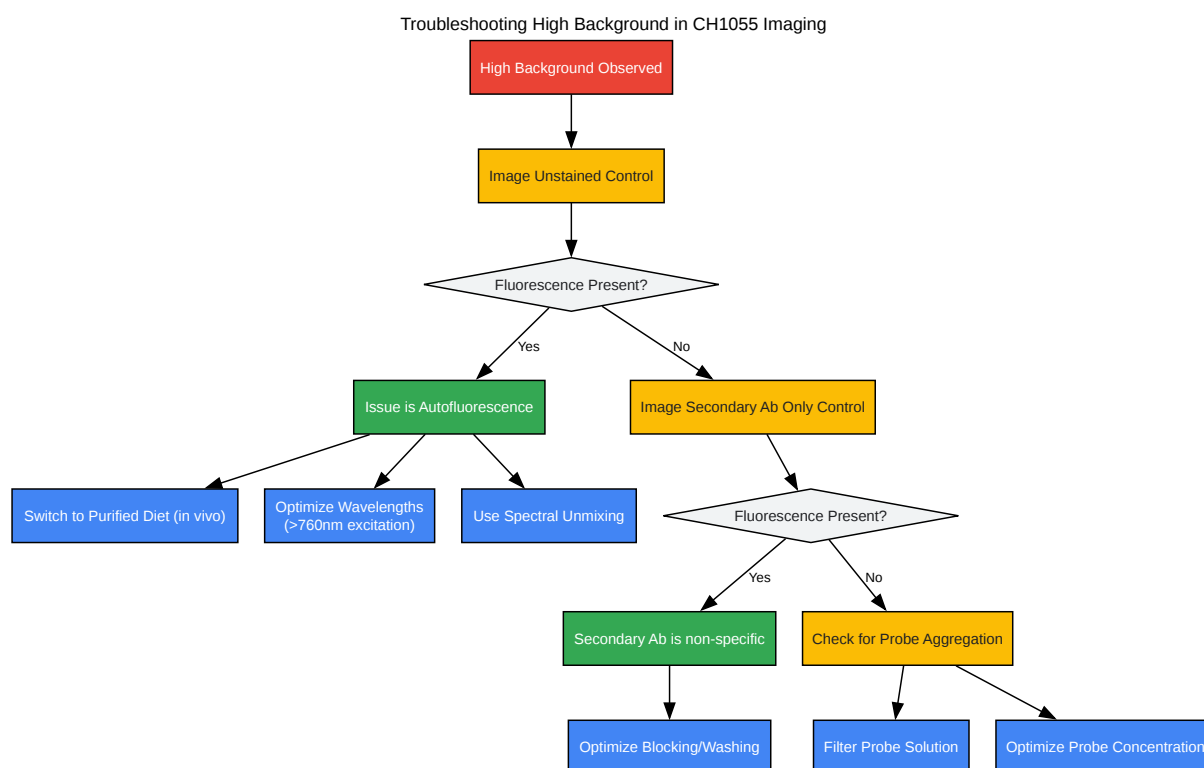 Troubleshooting High Background in CH1055 Imaging
High Background Observed
Image Unstained Control
Fluorescence Present?
Yes
No
Issue is Autofluorescence
Image Secondary Ab Only Control
Switch to Purified Diet (in vivo)
Optimize Wavelengths
(>760nm excitation)
Use Spectral Unmixing
Fluorescence Present?
Yes
No
Secondary Ab is non-specific
Check for Probe Aggregation
Optimize Blocking/Washing
Filter Probe Solution
Optimize Probe Concentration